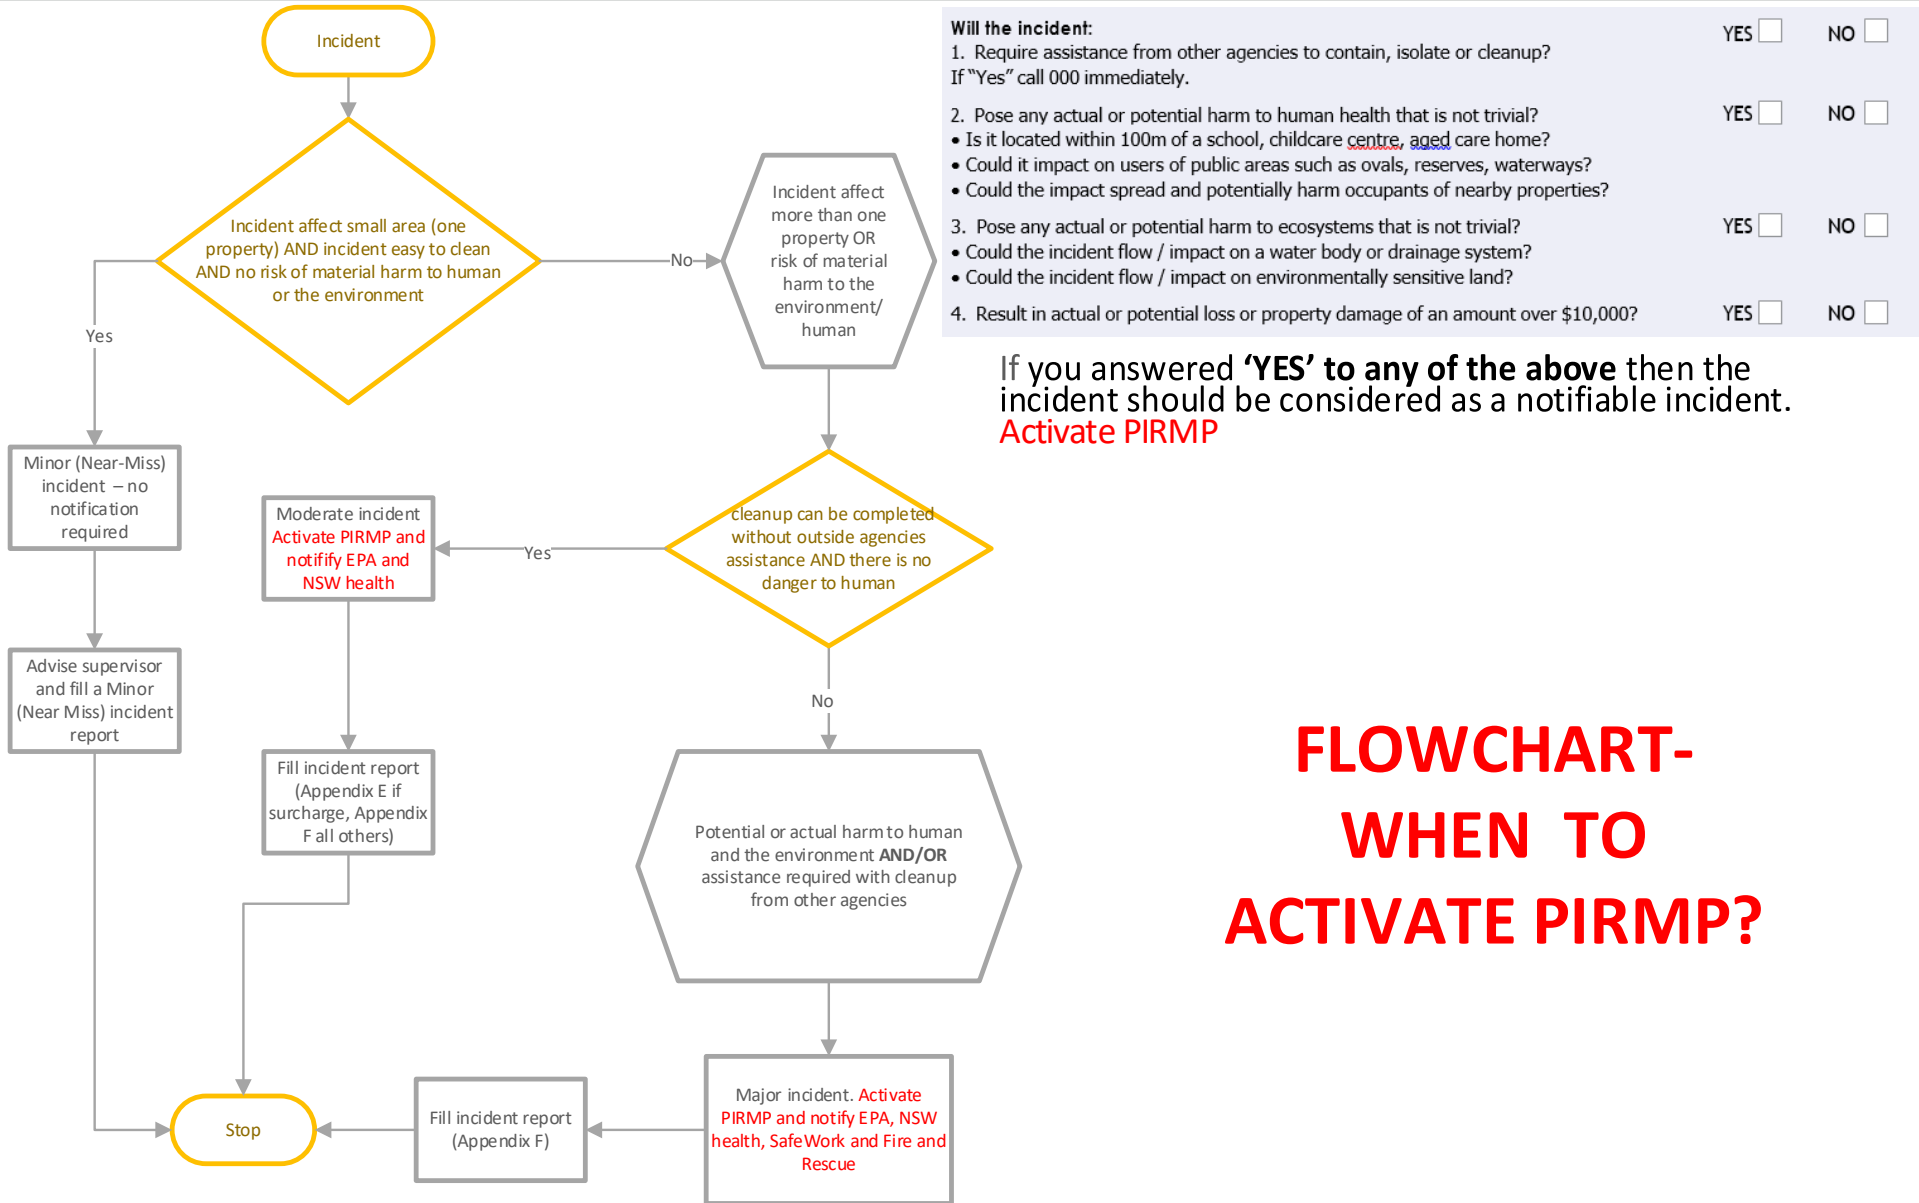 Incident
Incident affect small area (one
property) AND incident easy to clean
AND no risk of material harm to human
or the environment
No
Yes
Incident affect
more than one
property OR
risk of material
harm to the
environment/
human
Minor (Near-Miss)
incident – no
notification
required
Advise supervisor
and fill a Minor
(Near Miss) incident
report
cleanup can be completed
without outside agencies
assistance AND there is no
danger to human
Yes
No
Moderate incident
Activate PIRMP and
notifify EPA and
NSW health
Fill incident report
(Appendix E if
surcharge, Appendix
F all others)
Potential or actual harm to human
and the environment AND/OR
assistance required with cleanup
from other agencies
Major incident. Activate
PIRMP and notify EPA, NSW
health, SafeWork and Fire and
Rescue
Fill incident report
(Appendix F)
Stop
Will the incident:
1. Require assistance from other agencies to contain, isolate or cleanup? YES NO
If “Yes” call 000 immediately.
2. Pose any actual or potential harm to human health that is not trivial? YES NO
• Is it located within 100m of a school, childcare centre, aged care home?
• Could it impact on users of public areas such as ovals, reserves, waterways?
• Could the impact spread and potentially harm occupants of nearby properties?
3. Pose any actual or potential harm to ecosystems that is not trivial? YES NO
• Could the incident flow / impact on a water body or drainage system?
• Could the incident flow / impact on environmentally sensitive land?
4. Result in actual or potential loss or property damage of an amount over $10,000? YES NO
If you answered ‘YES’ to any of the above then the
incident should be considered as a notifiable incident.
Activate PIRMP
FLOWCHART-
WHEN TO
ACTIVATE PIRMP?